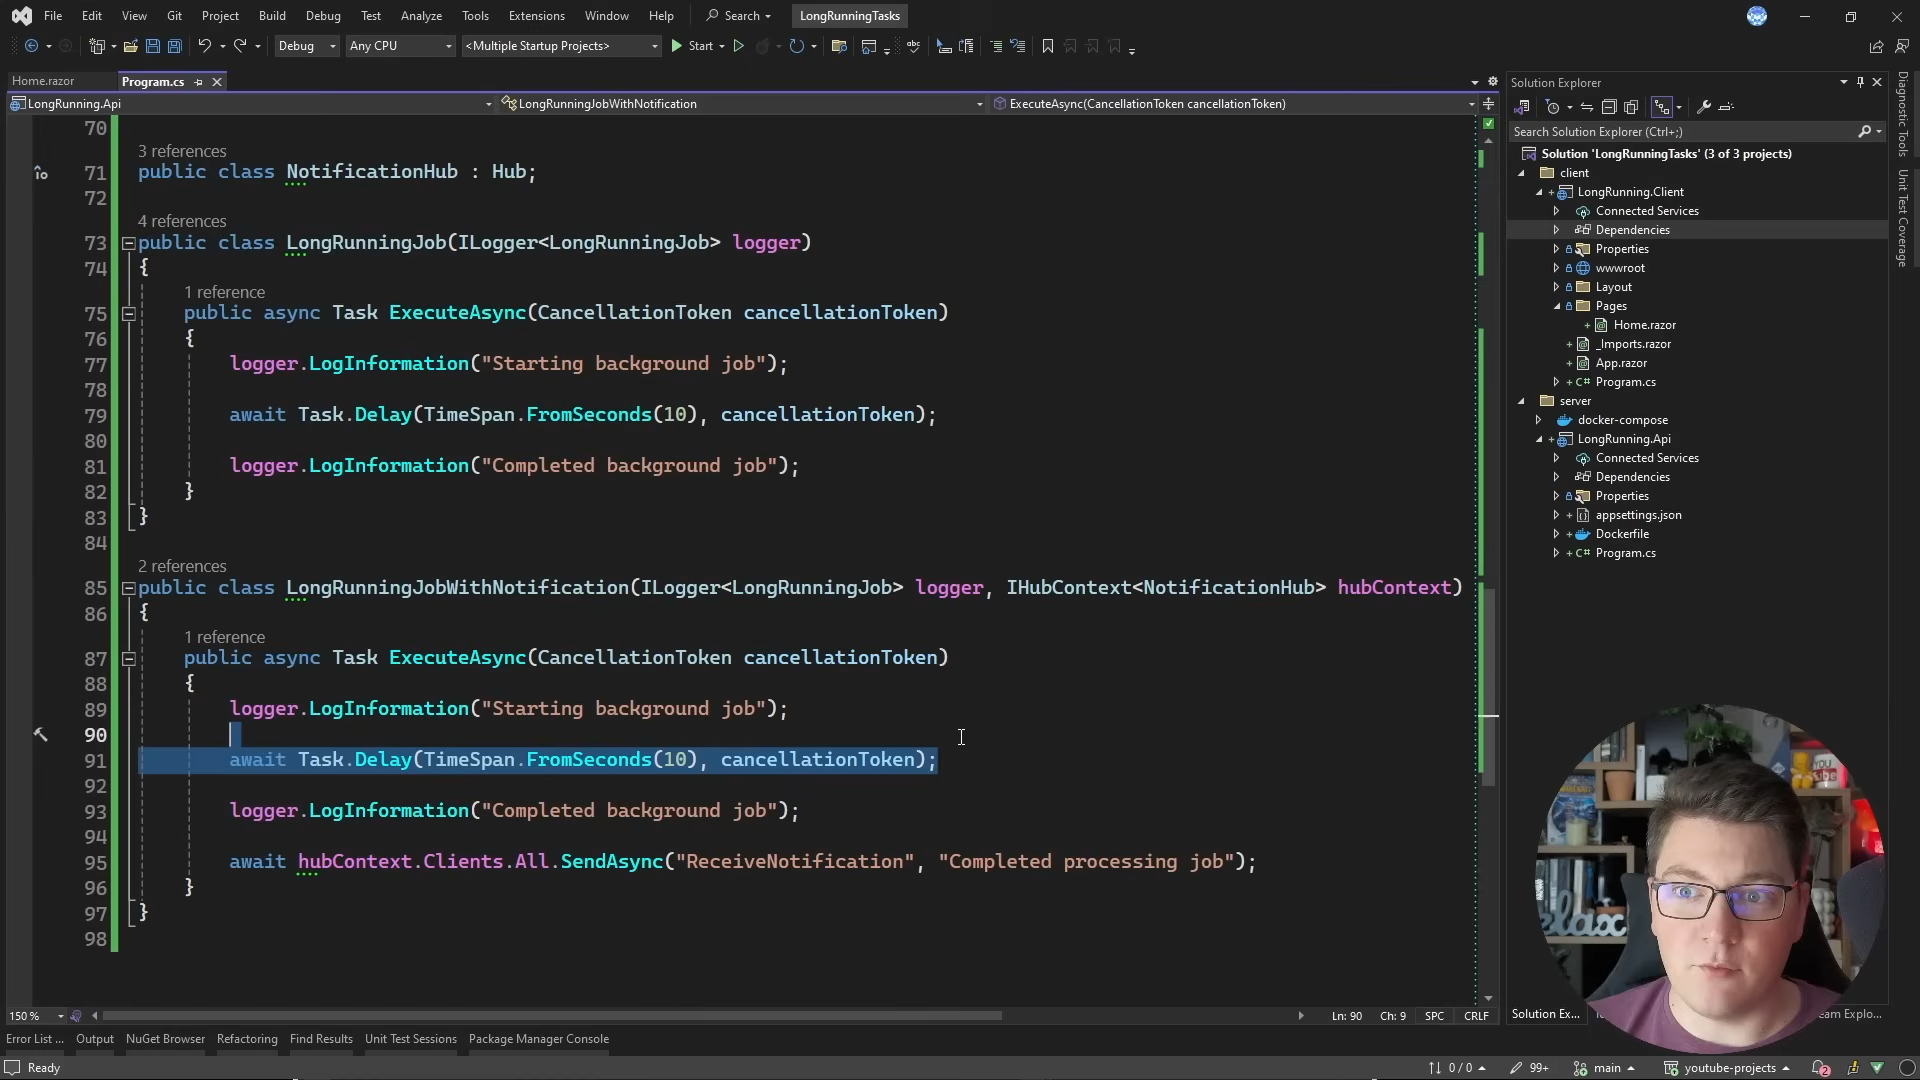 File Edit View Git Project Build Debug Test Analyze Tools Extensions Window Help Search LongRunningTasks
Debug Any CPU <Multiple Startup Projects> Start
Home.razor Program.cs
LongRunning.Api LongRunningJobWithNotification ExecuteAsync(CancellationToken cancellationToken)
70
3 references
71 public class NotificationHub : Hub;
72
4 references
73 public class LongRunningJob(ILogger<LongRunningJob> logger)
74 {
1 reference
75 public async Task ExecuteAsync(CancellationToken cancellationToken)
76 {
77 logger.LogInformation("Starting background job");
78
79 await Task.Delay(TimeSpan.FromSeconds(10), cancellationToken);
80
81 logger.LogInformation("Completed background job");
82 }
83 }
84
2 references
85 public class LongRunningJobWithNotification(ILogger<LongRunningJob> logger, IHubContext<NotificationHub> hubContext)
86 {
1 reference
87 public async Task ExecuteAsync(CancellationToken cancellationToken)
88 {
89 logger.LogInformation("Starting background job");
90
91 await Task.Delay(TimeSpan.FromSeconds(10), cancellationToken);
92
93 logger.LogInformation("Completed background job");
94
95 await hubContext.Clients.All.SendAsync("ReceiveNotification", "Completed processing job");
96 }
97 }
98
150 % Ln: 90 Ch: 9 SPC CRLF
Error List ... Output NuGet Browser Refactoring Find Results Unit Test Sessions Package Manager Console
Ready 0 / 0 99+ main youtube-projects 2
Solution Explorer
Search Solution Explorer (Ctrl+;)
Solution 'LongRunningTasks' (3 of 3 projects)
client
LongRunning.Client
Connected Services
Dependencies
Properties
wwwroot
Layout
Pages
Home.razor
_Imports.razor
App.razor
Program.cs
server
docker-compose
LongRunning.Api
Connected Services
Dependencies
Properties
appsettings.json
Dockerfile
Program.cs
Solution Ex...
eam Explo...
Diagnostic Tools
Unit Test Coverage
YOU
relax